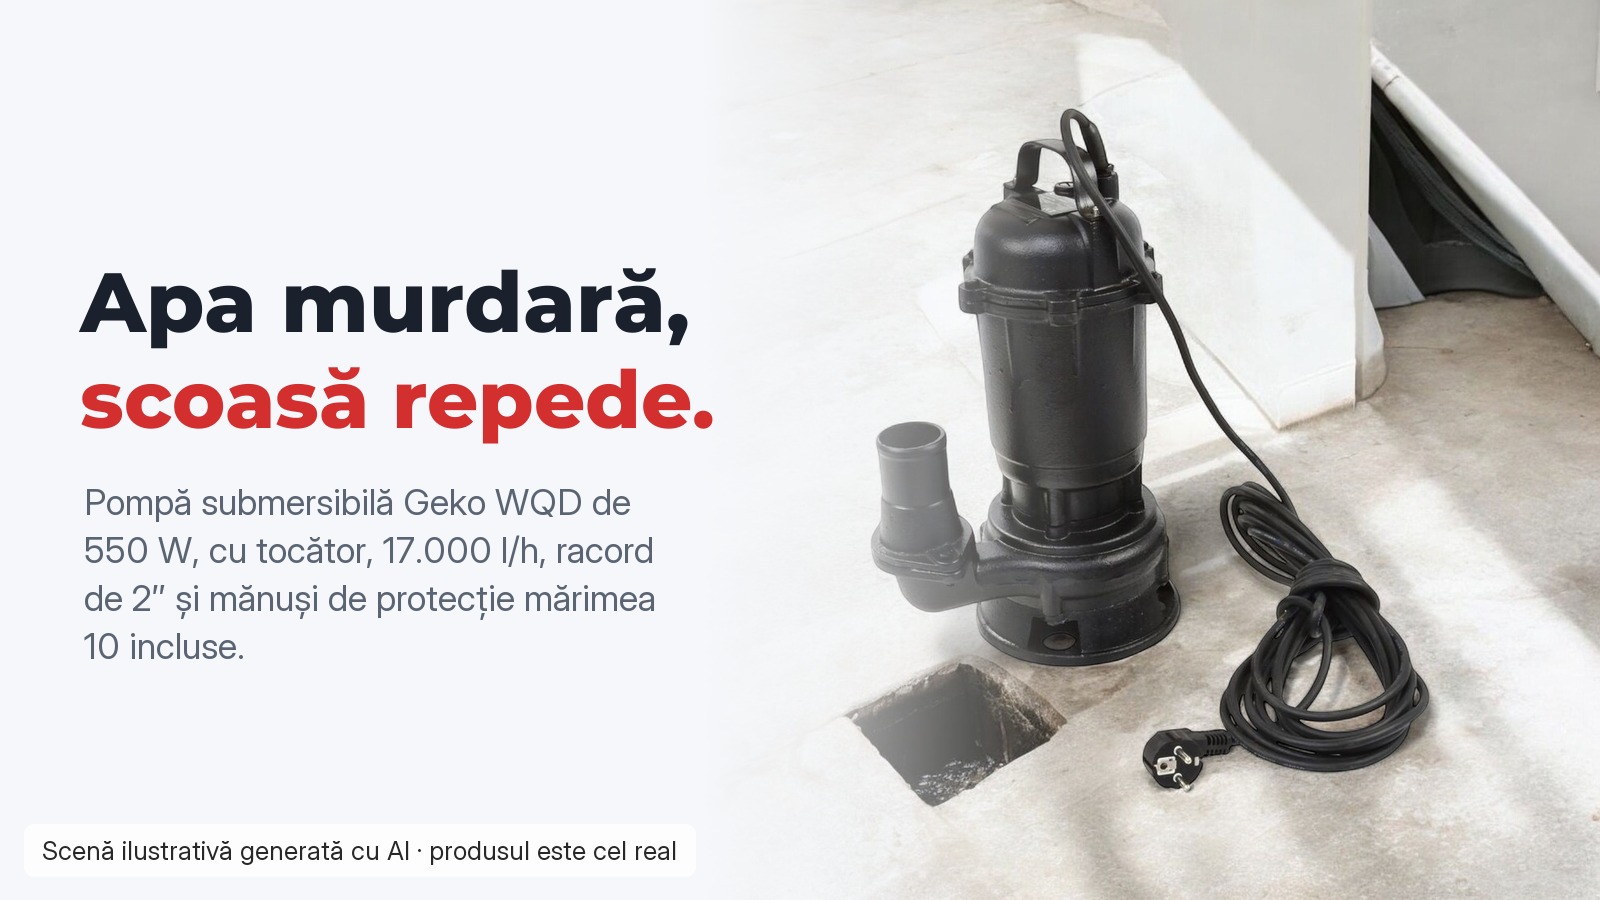 Apa murdară,
scoasă repede.
Pompă submersibilă Geko WQD de
550 W, cu tocător, 17.000 l/h, racord
de 2″ și mănuși de protecție mărimea
10 incluse.
Scenă ilustrativă generată cu AI · produsul este cel real